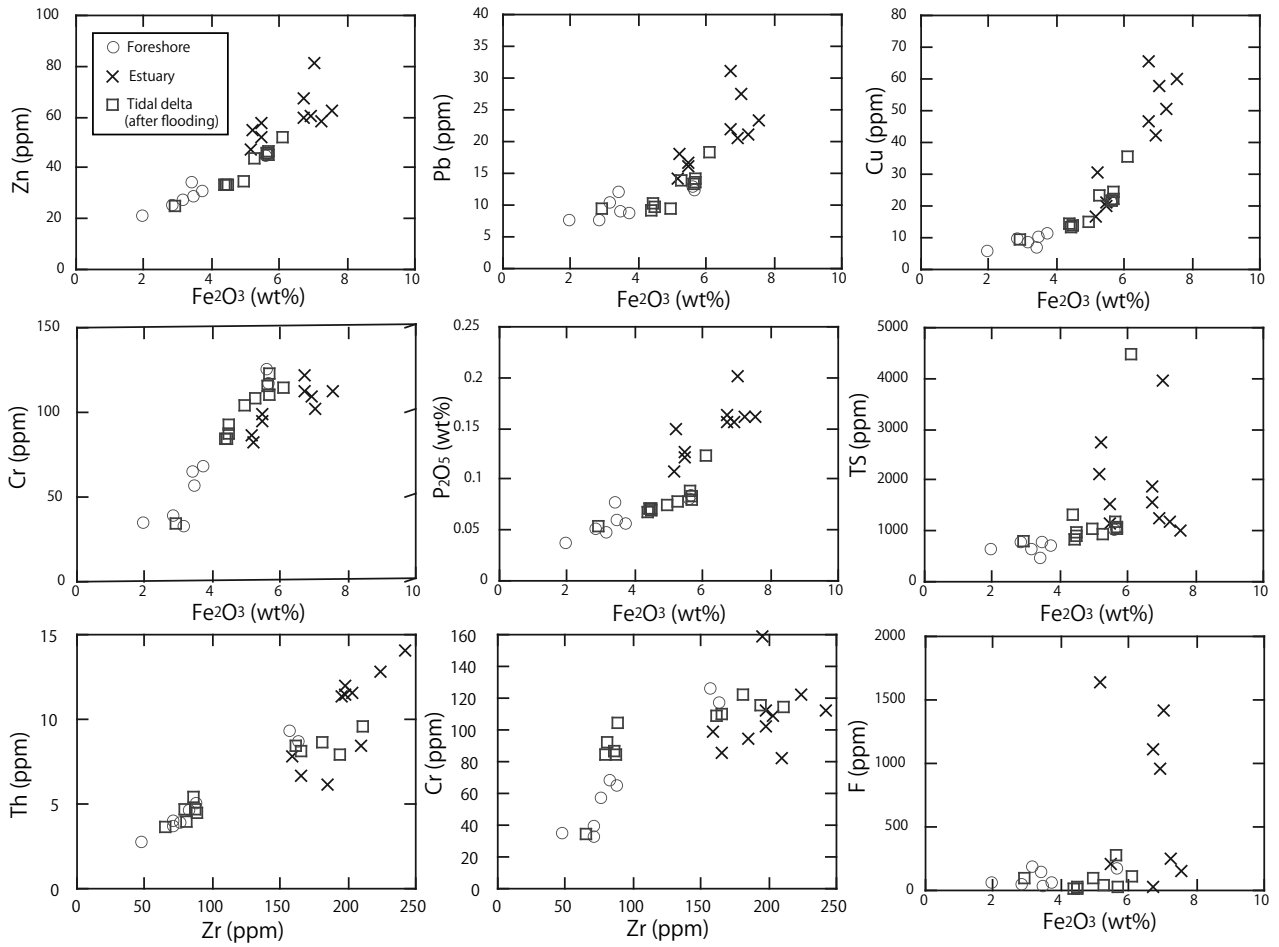 100
80
60
40
20
0
Zn (ppm)
Foreshore
Estuary
Tidal delta
(after flooding)
0 2 4 6 8 10
Fe2O3 (wt%)
40
35
30
25
20
15
10
5
0
Pb (ppm)
0 2 4 6 8 10
Fe2O3 (wt%)
80
70
60
50
40
30
20
10
0
Cu (ppm)
0 2 4 6 8 10
Fe2O3 (wt%)
150
100
50
0
Cr (ppm)
0 2 4 6 8 10
Fe2O3 (wt%)
0.25
0.2
0.15
0.1
0.05
0
P2O5 (wt%)
0 2 4 6 8 10
Fe2O3 (wt%)
5000
4000
3000
2000
1000
0
TS (ppm)
0 2 4 6 8 10
Fe2O3 (wt%)
15
10
5
0
Th (ppm)
0 50 100 150 200 250
Zr (ppm)
160
140
120
100
80
60
40
20
0
Cr (ppm)
0 50 100 150 200 250
Zr (ppm)
2000
1500
1000
500
0
F (ppm)
0 2 4 6 8 10
Fe2O3 (wt%)